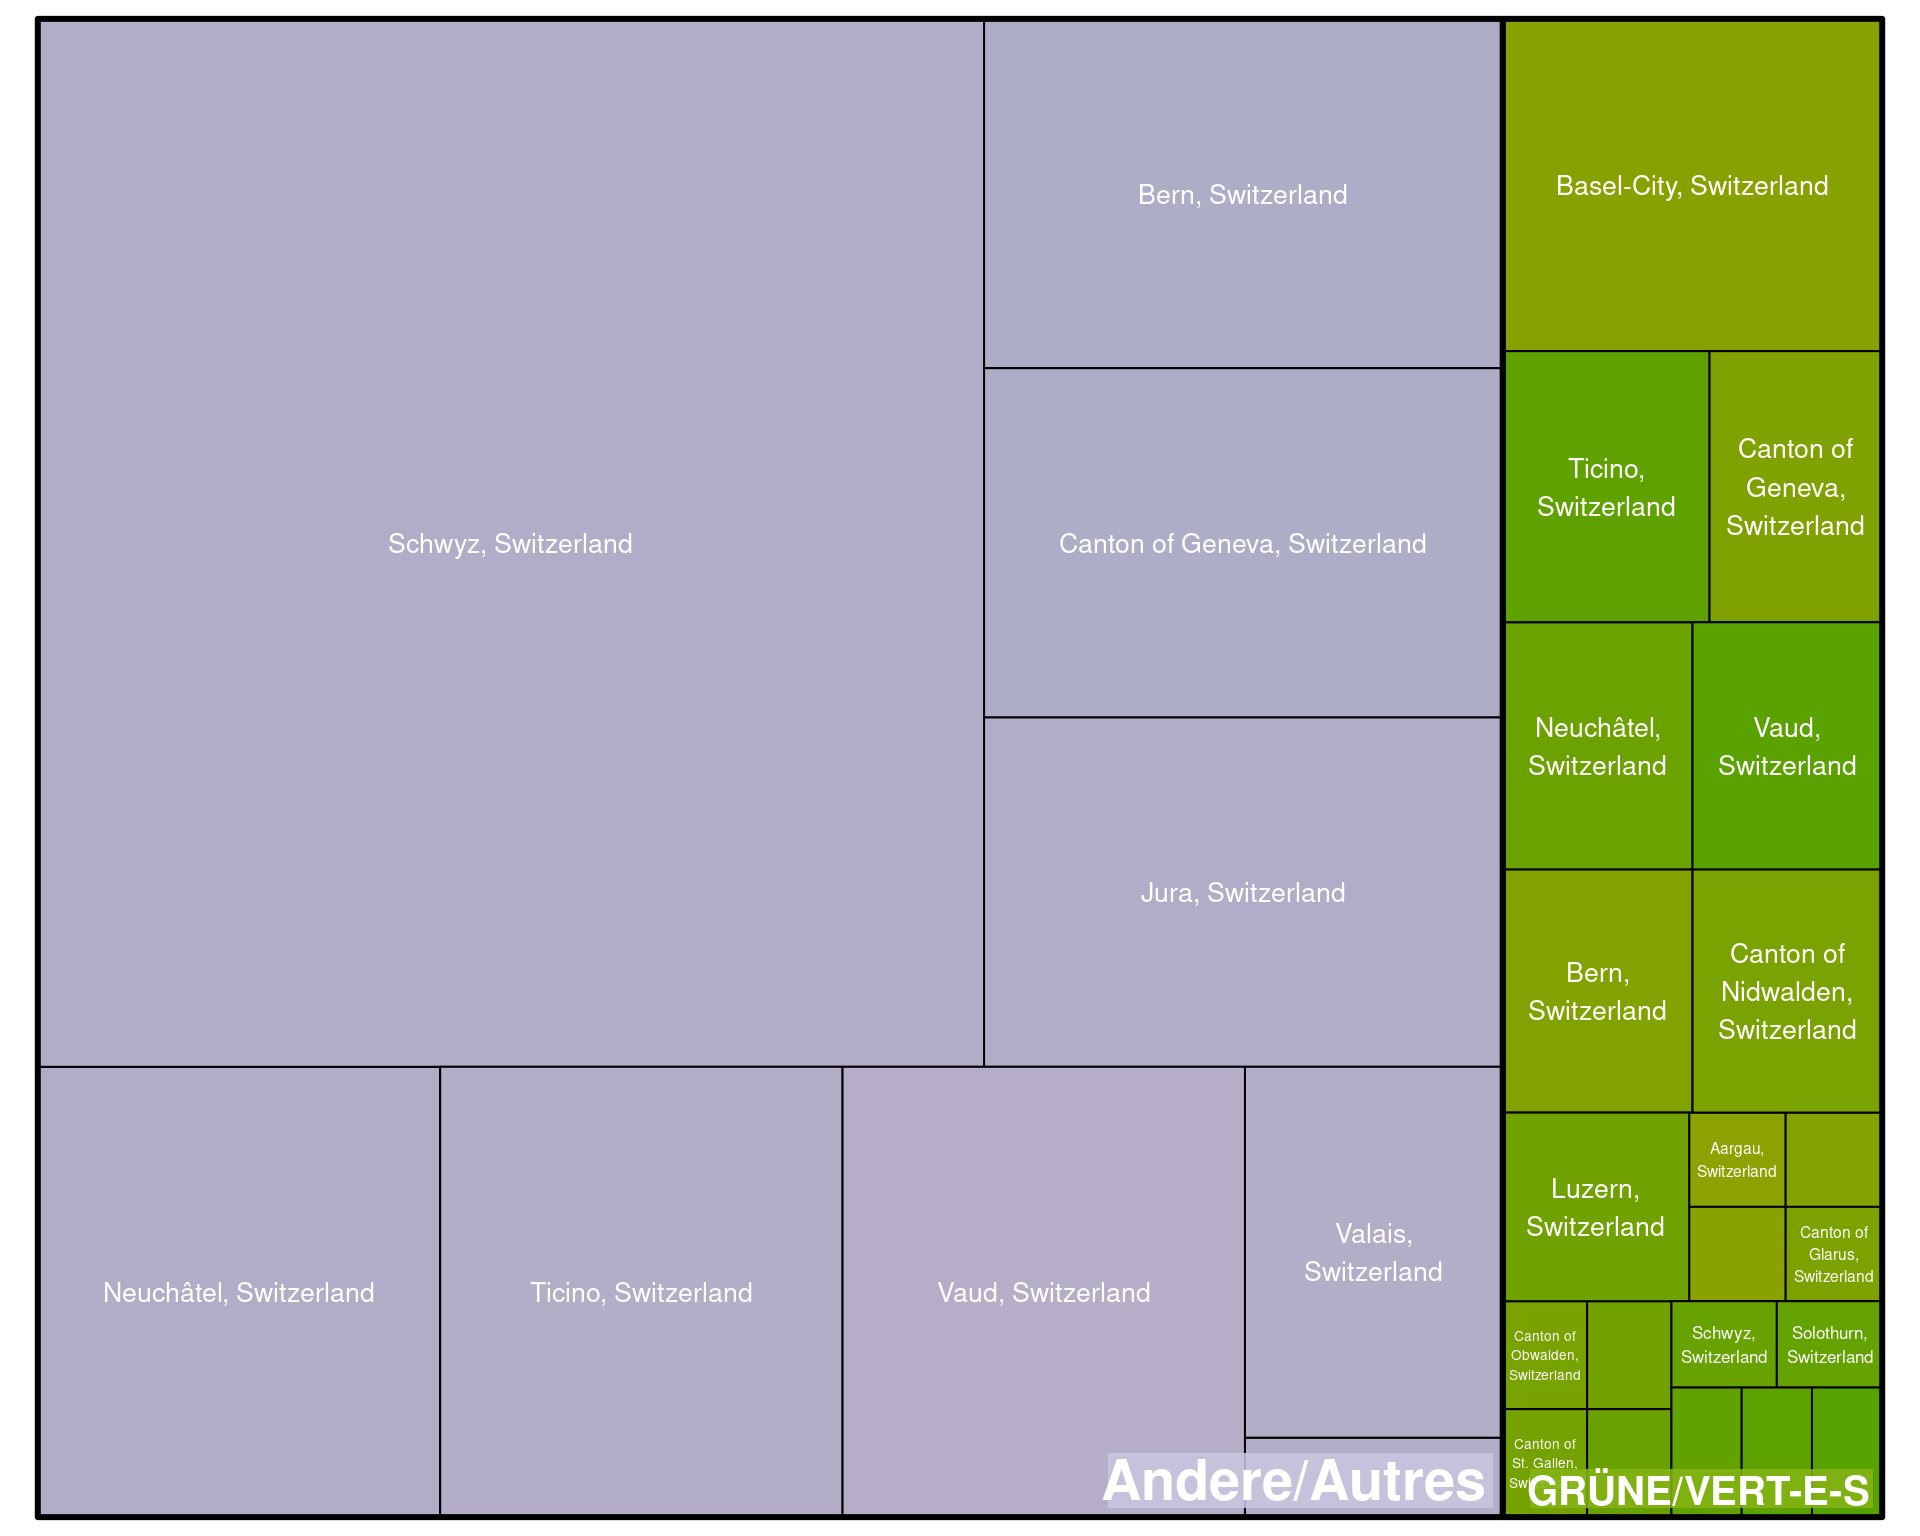 Schwyz, Switzerland
Bern, Switzerland
Canton of Geneva, Switzerland
Jura, Switzerland
Neuchâtel, Switzerland
Ticino, Switzerland
Vaud, Switzerland
Valais,
Switzerland
Andere/Autres
Basel-City, Switzerland
Ticino,
Switzerland
Canton of
Geneva,
Switzerland
Neuchâtel,
Switzerland
Vaud,
Switzerland
Bern,
Switzerland
Canton of
Nidwalden,
Switzerland
Luzern,
Switzerland
Aargau,
Switzerland
Canton of
Glarus,
Switzerland
Canton of
Obwalden,
Switzerland
Schwyz,
Switzerland
Solothurn,
Switzerland
Canton of
St. Gallen,
GRÜNE/VERT-E-S